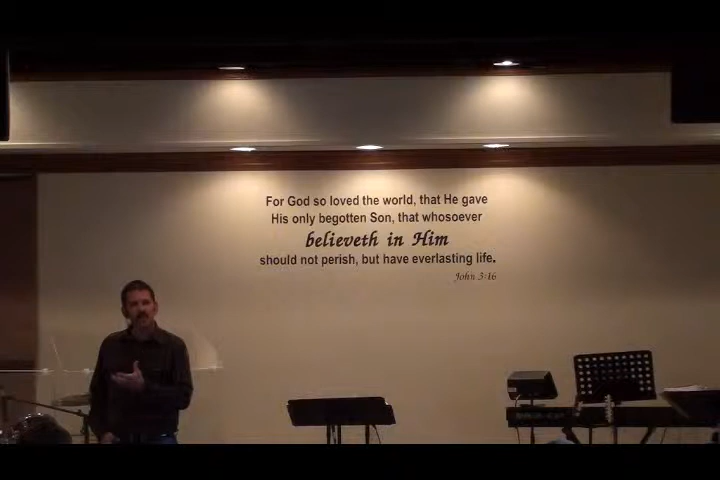 For God so loved the world, that He gave
His only begotten Son, that whosoever
believeth in Him
should not perish, but have everlasting life.
John 3:16